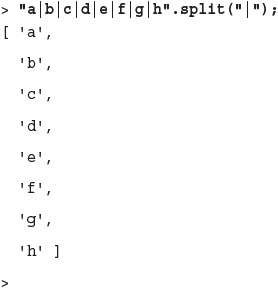 > "a|b|c|d|e|f|g|h".split("|");
[ 'a',
'b',
'c',
'd',
'e',
'f',
'g',
'h' ]
>